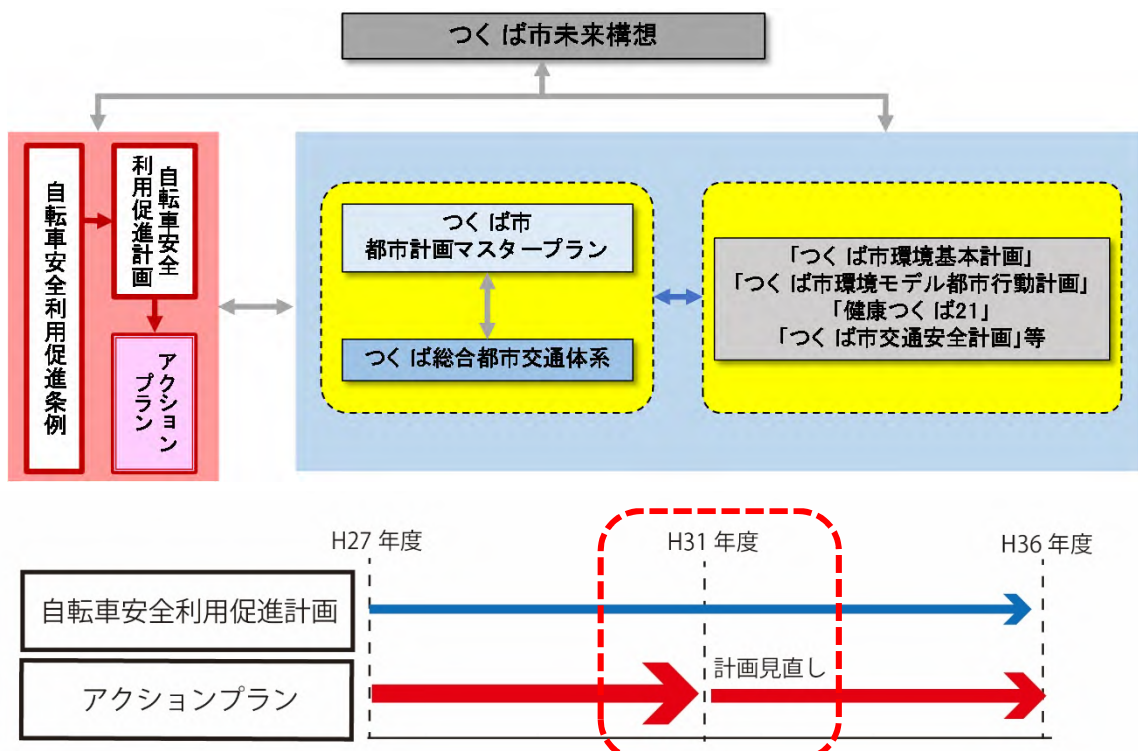 つくば市未来構想
自転車安全利用促進条例
自転車安全
利用促進計画
アクション
プラン
つくば市
都市計画マスタープラン
つくば総合都市交通体系
「つくば市環境基本計画」
「つくば市環境モデル都市行動計画」
「健康つくば21」
「つくば市交通安全計画」等
H27 年度
H31 年度
H36 年度
自転車安全利用促進計画
アクションプラン
計画見直し